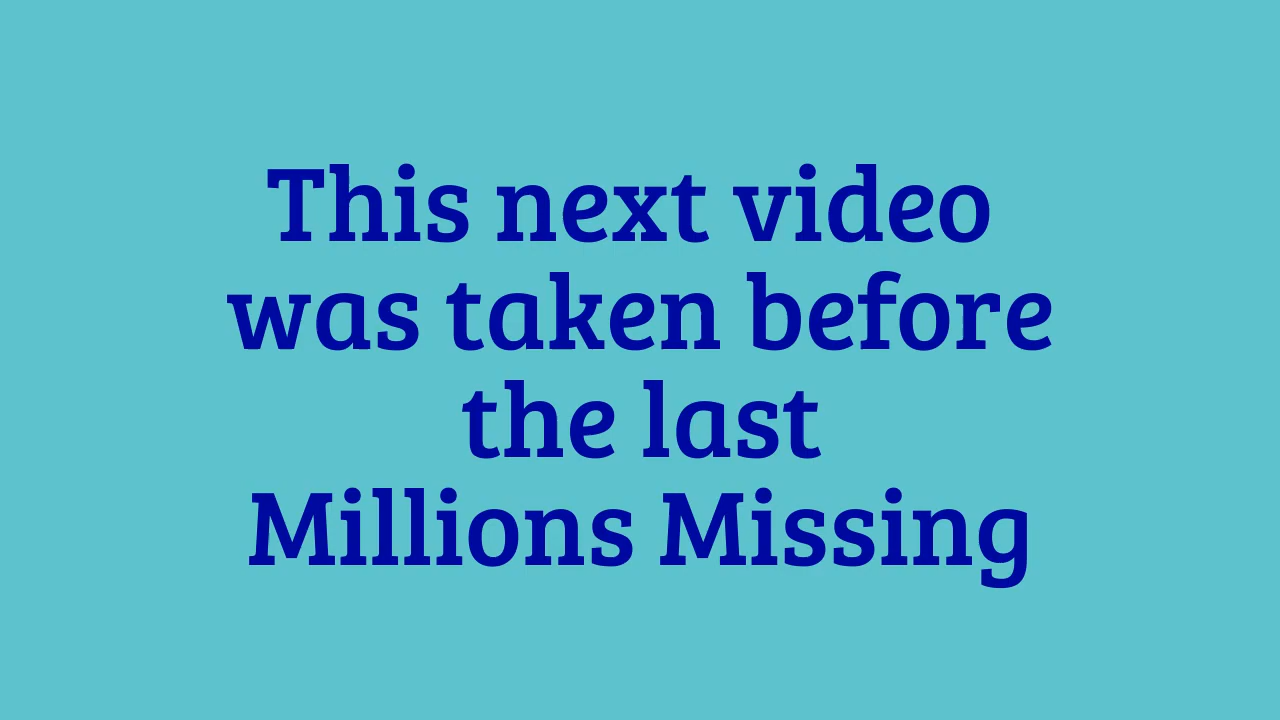 This next video
was taken before
the last
Millions Missing